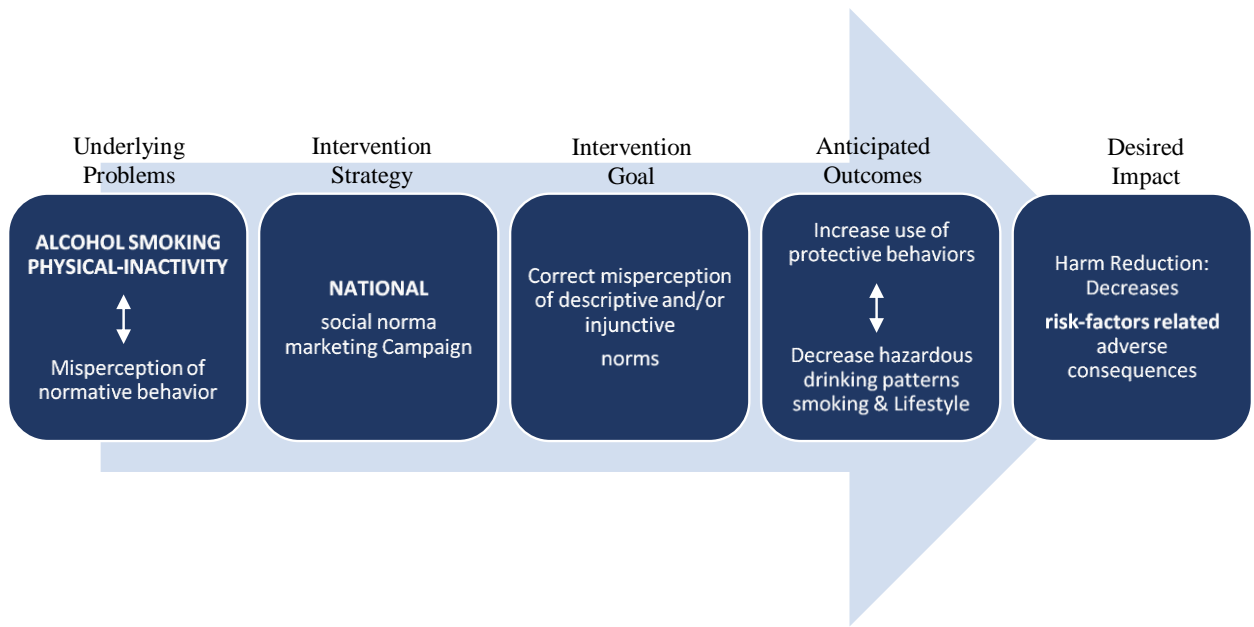 Underlying
Problems
ALCOHOL SMOKING
PHYSICAL-INACTIVITY
Misperception of
normative behavior
Intervention
Strategy
NATIONAL
social norma
marketing Campaign
Intervention
Goal
Correct misperception
of descriptive and/or
injunctive
norms
Anticipated
Outcomes
Increase use of
protective behaviors
Decrease hazardous
drinking patterns
smoking & Lifestyle
Desired
Impact
Harm Reduction:
Decreases
risk-factors related
adverse
consequences